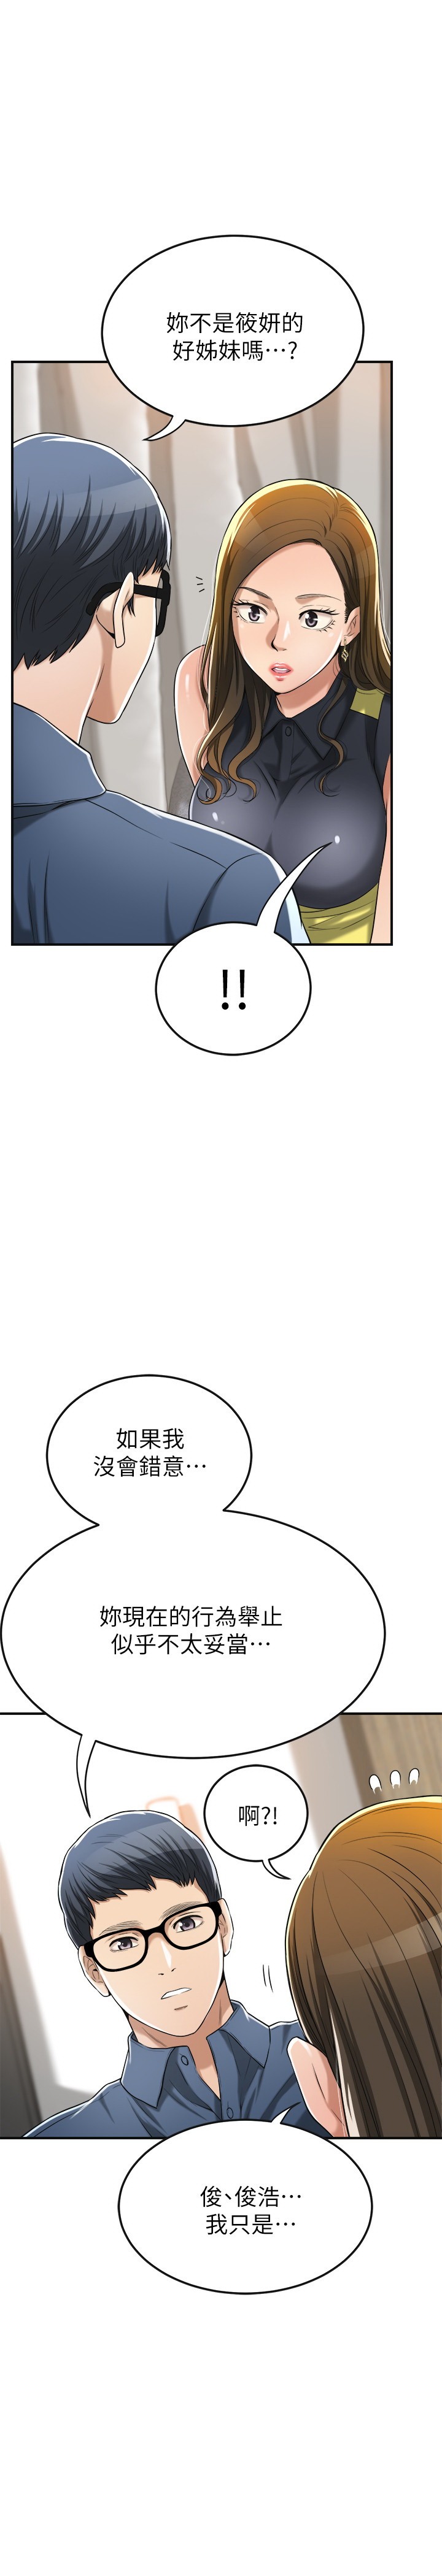 妳不是筱妍的
好姊妹嗎⋯?
!!
如果我
沒會錯意⋯
妳現在的行為舉止
似乎不太妥當⋯
啊?!
俊、俊浩⋯
我只是⋯